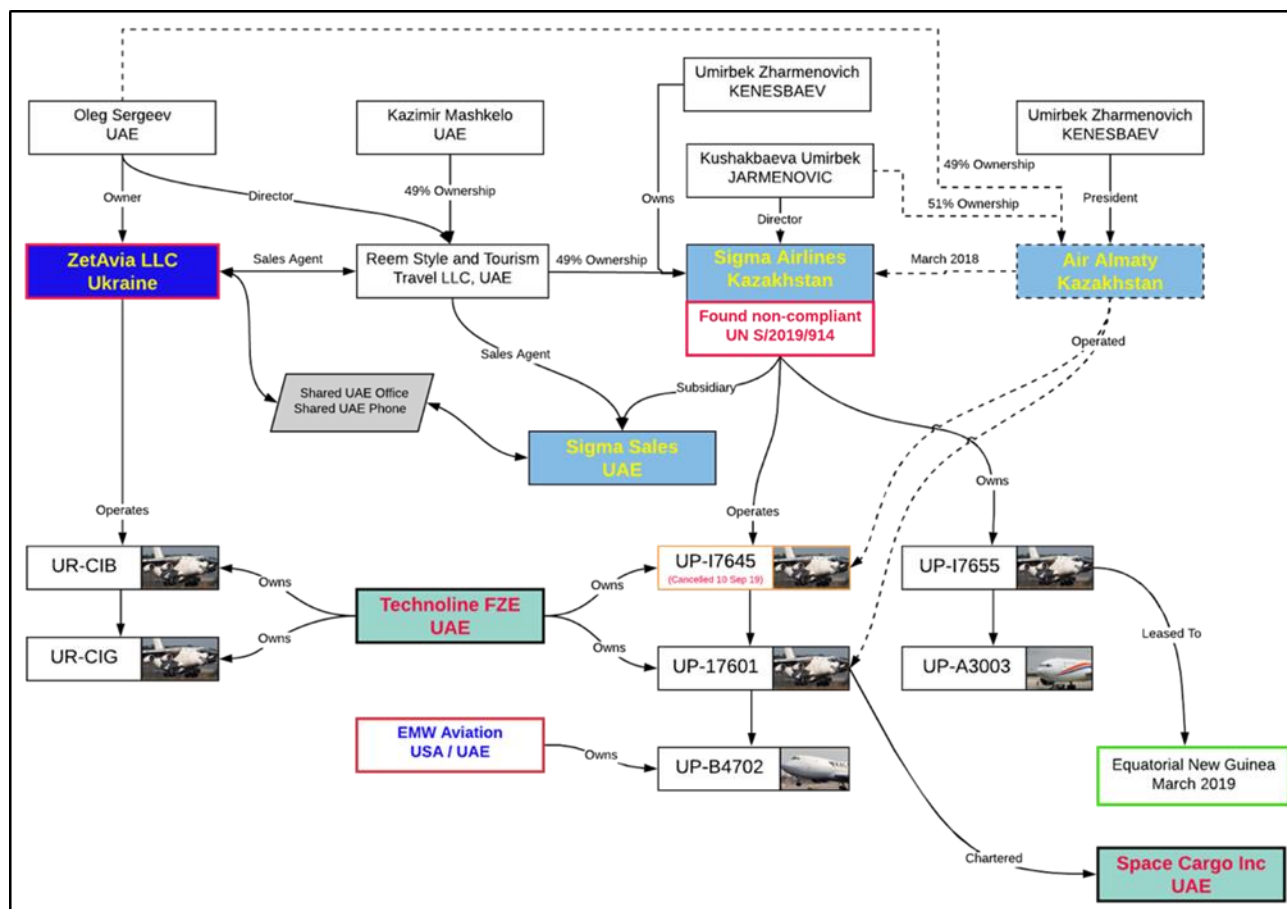 Umirbek Zharmenovich
KENESBAEV
Oleg Sergeev
UAE
Kazimir Mashkelo
UAE
Umirbek Zharmenovich
KENESBAEV
Kushakbaeva Umirbek
JARMENOVIC
49% Ownership
51% Ownership
Owner
Director
49% Ownership
Owns
Director
President
ZetAvia LLC
Ukraine
Sales Agent
Reem Style and Tourism
Travel LLC, UAE
49% Ownership
Sigma Airlines
Kazakhstan
March 2018
Air Almaty
Kazakhstan
Found non-compliant
UN S/2019/914
Operated
Sales Agent
Shared UAE Office
Shared UAE Phone
Subsidiary
Sigma Sales
UAE
Owns
Operates
Operates
UR-CIB
Owns
Owns
UP-I7645
(Cancelled 10 Sep 19)
UP-I7655
Technoline FZE
UAE
UR-CIG
Owns
Owns
UP-17601
UP-A3003
Leased To
EMW Aviation
USA / UAE
Owns
UP-B4702
Equatorial New Guinea
March 2019
Chartered
Space Cargo Inc
UAE